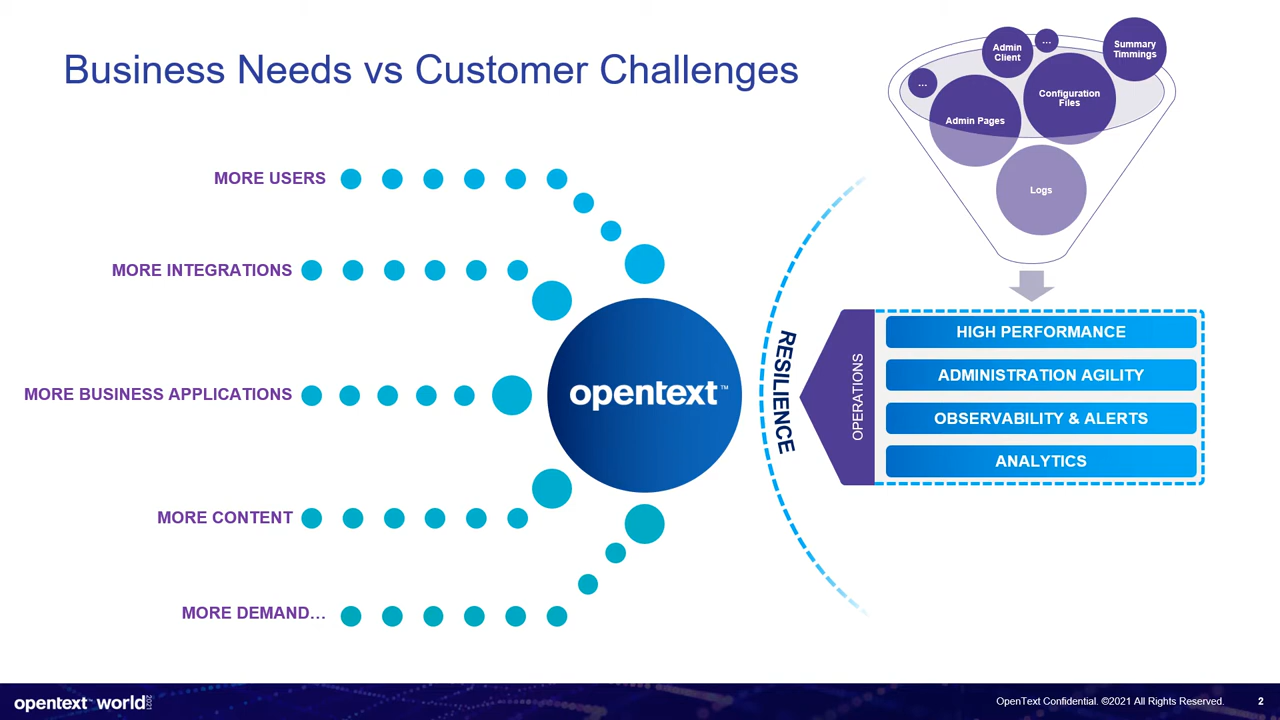 Business Needs vs Customer Challenges
MORE USERS
MORE INTEGRATIONS
MORE BUSINESS APPLICATIONS
MORE CONTENT
MORE DEMAND…
opentext™
RESILIENCE
...
Admin
Client
...
Summary
Timmings
Admin Pages
Configuration
Files
Logs
OPERATIONS
HIGH PERFORMANCE
ADMINISTRATION AGILITY
OBSERVABILITY & ALERTS
ANALYTICS
opentext™ world 2021
OpenText Confidential. ©2021 All Rights Reserved.
2